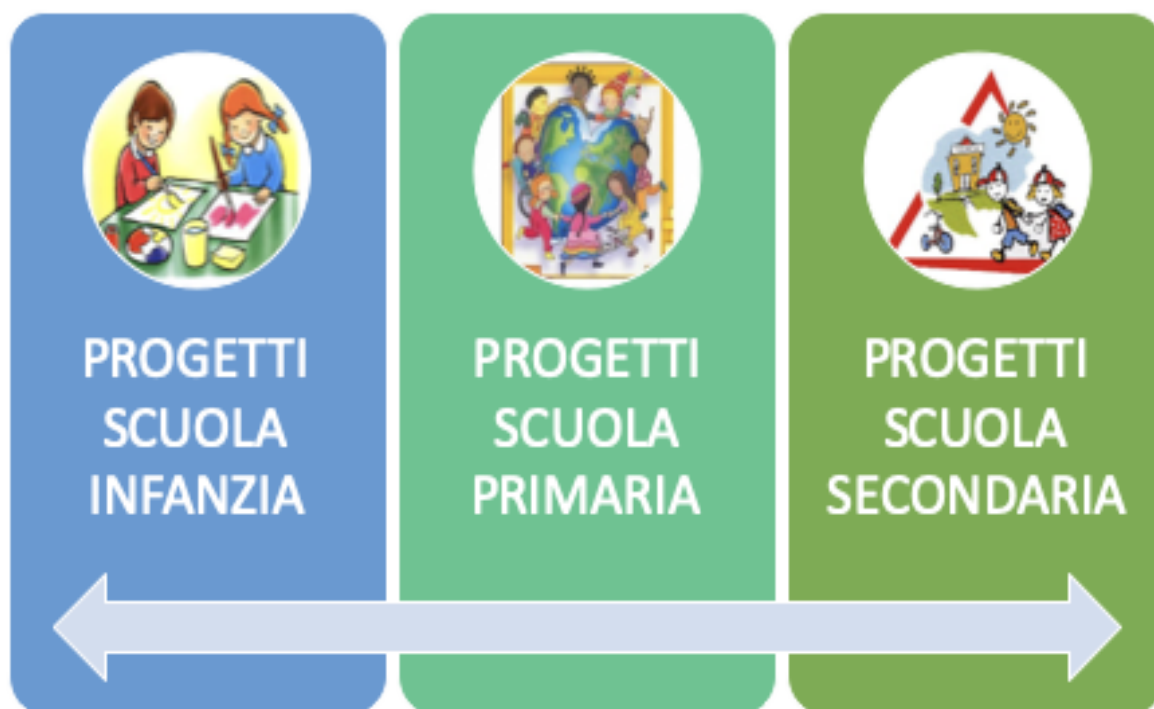 PROGETTI
SCUOLA
INFANZIA
PROGETTI
SCUOLA
PRIMARIA
PROGETTI
SCUOLA
SECONDARIA